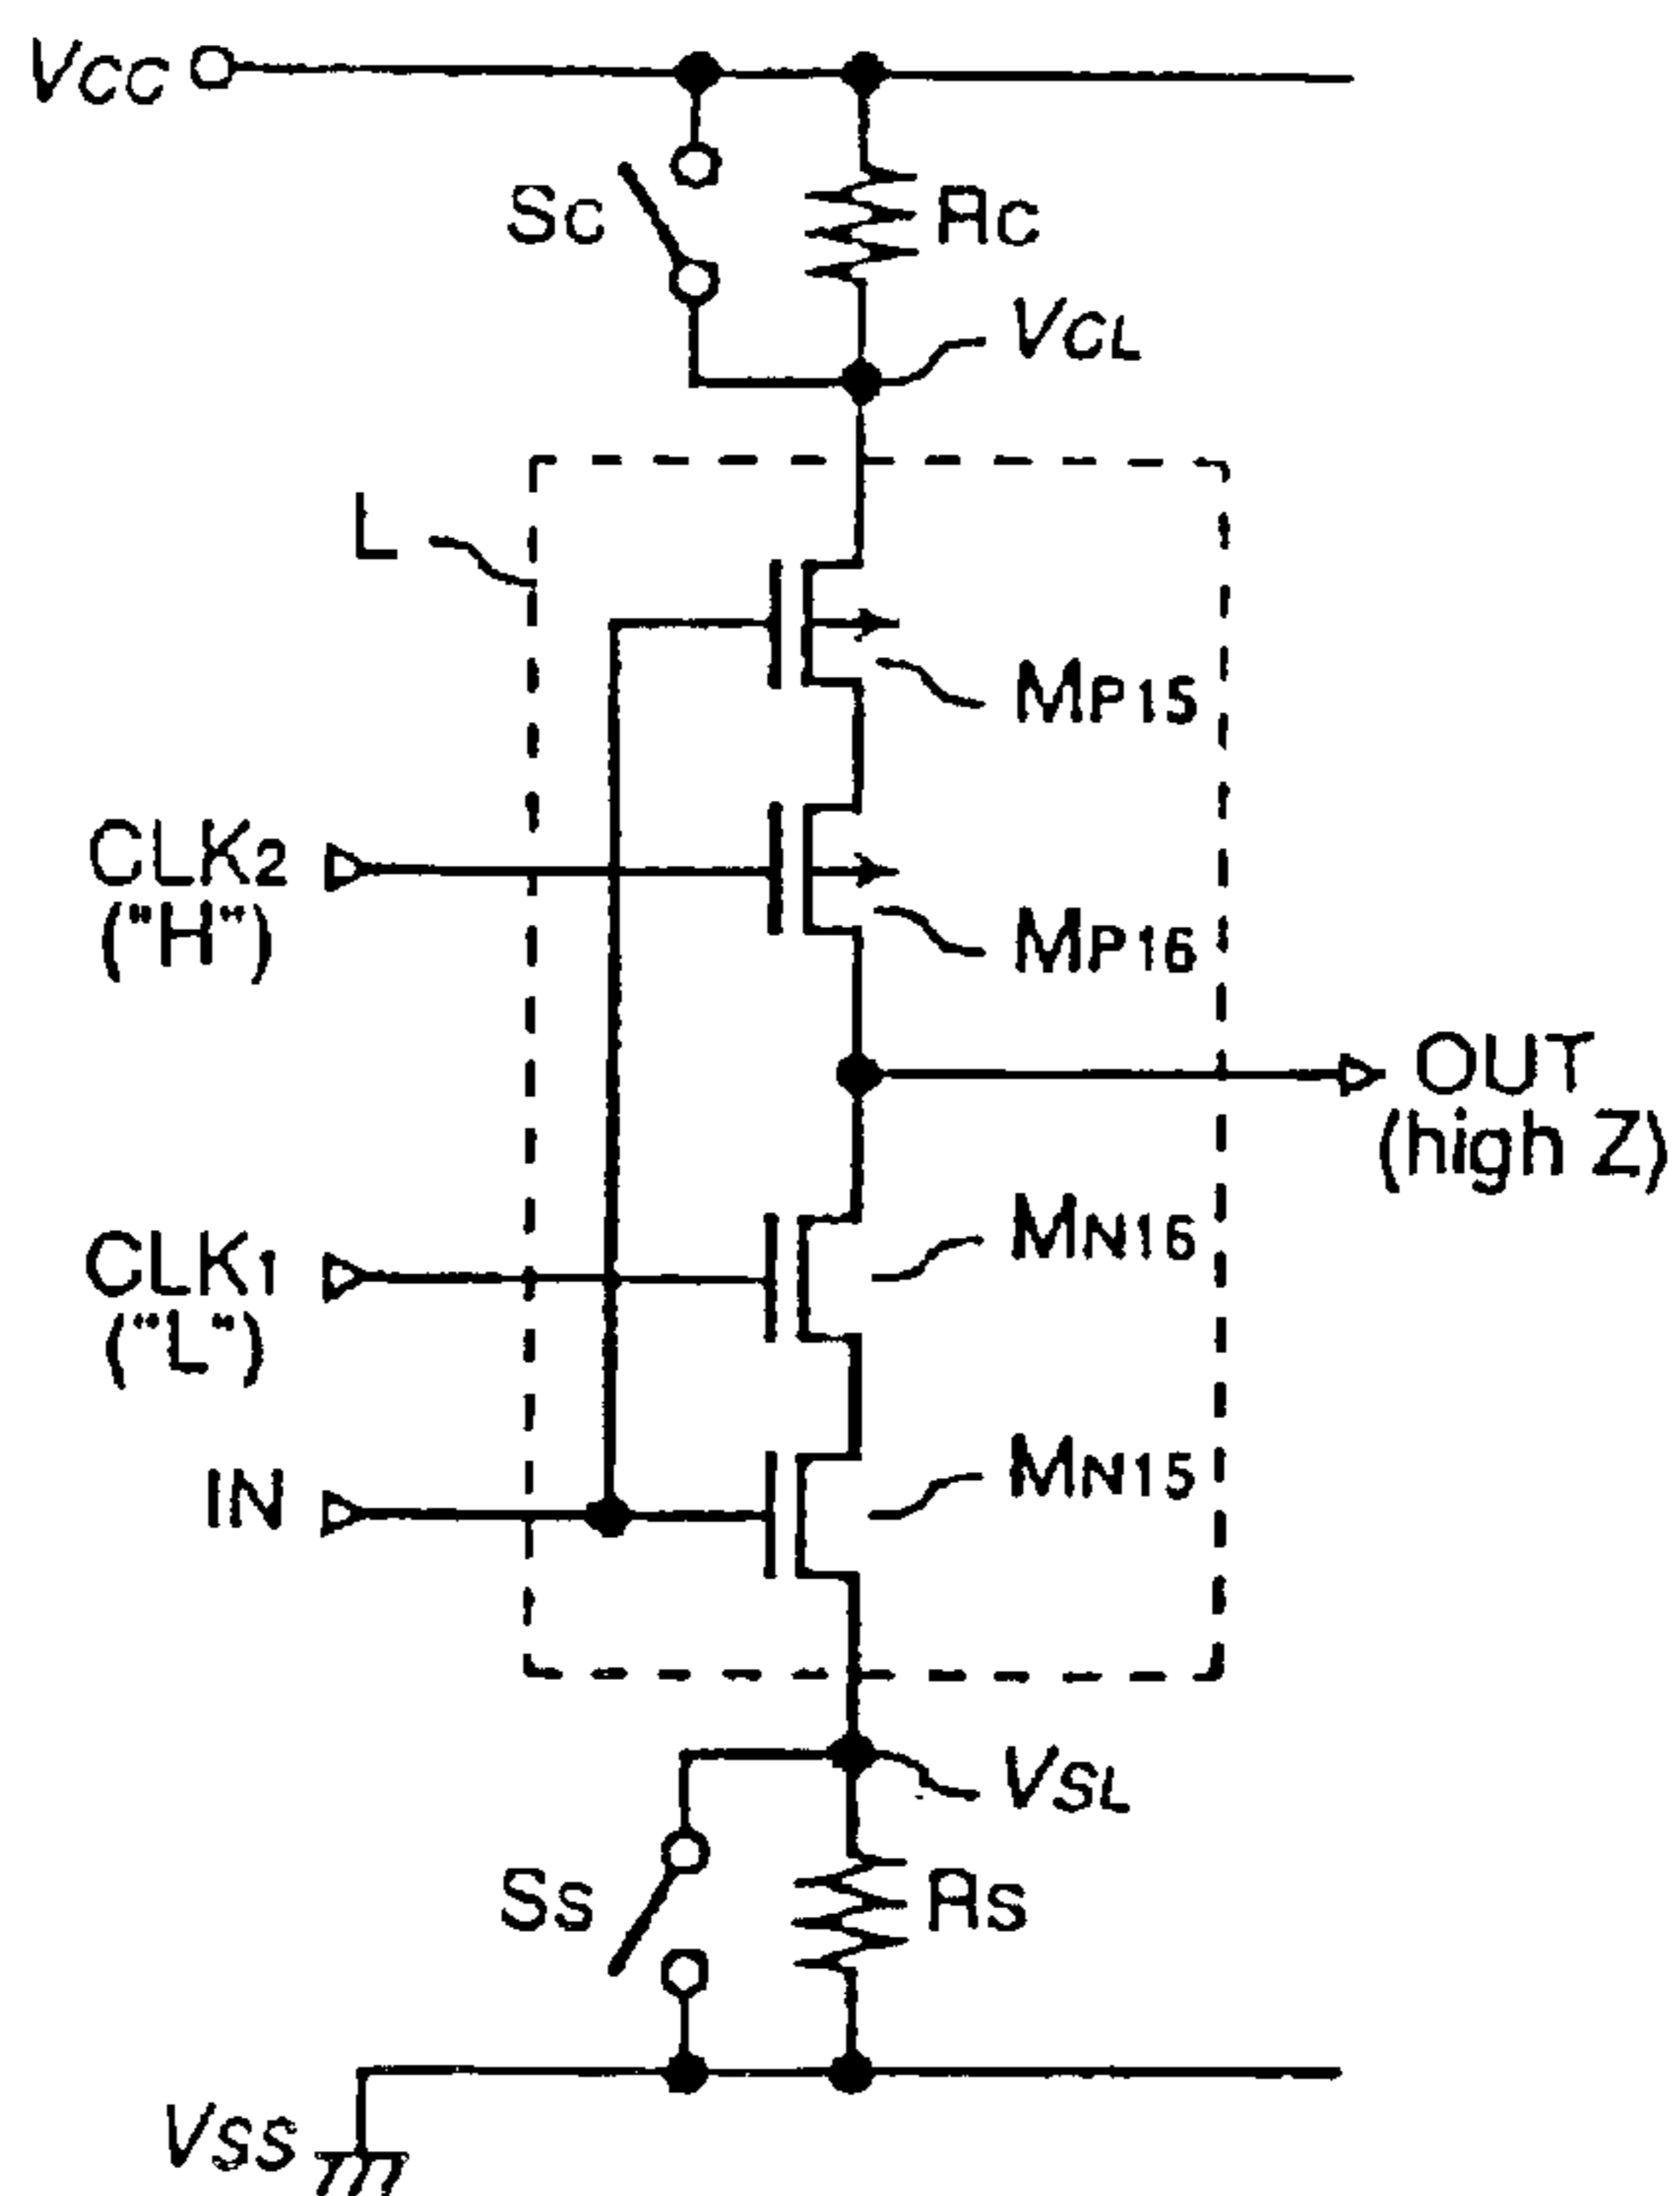 VCC
SC
RC
VCL
L
MP15
CLK2
("H")
MP16
OUT
(high Z)
MN16
CLK1
("L")
MN15
IN
VSL
SS
RS
VSS